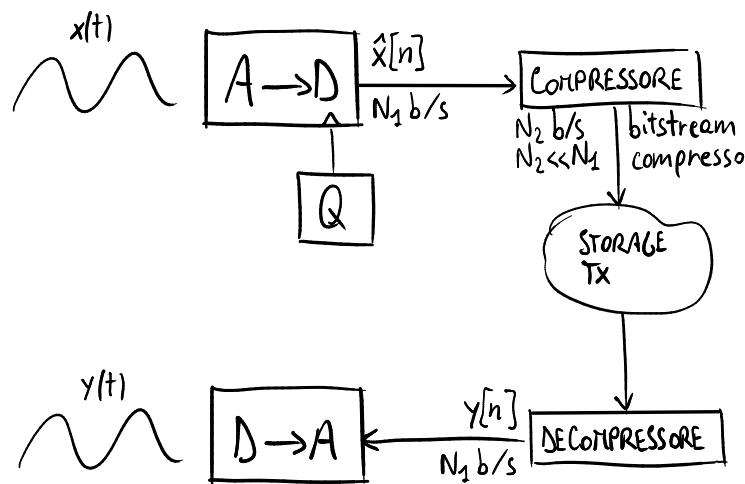 x(t)
A→D
x̂[n]
N₁ b/s
Q
COMPRESSORE
N₂ b/s
N₂<<N₁
bitstream
compresso
STORAGE
TX
y(t)
D→A
y[n]
N₁ b/s
DECOMPRESSORE